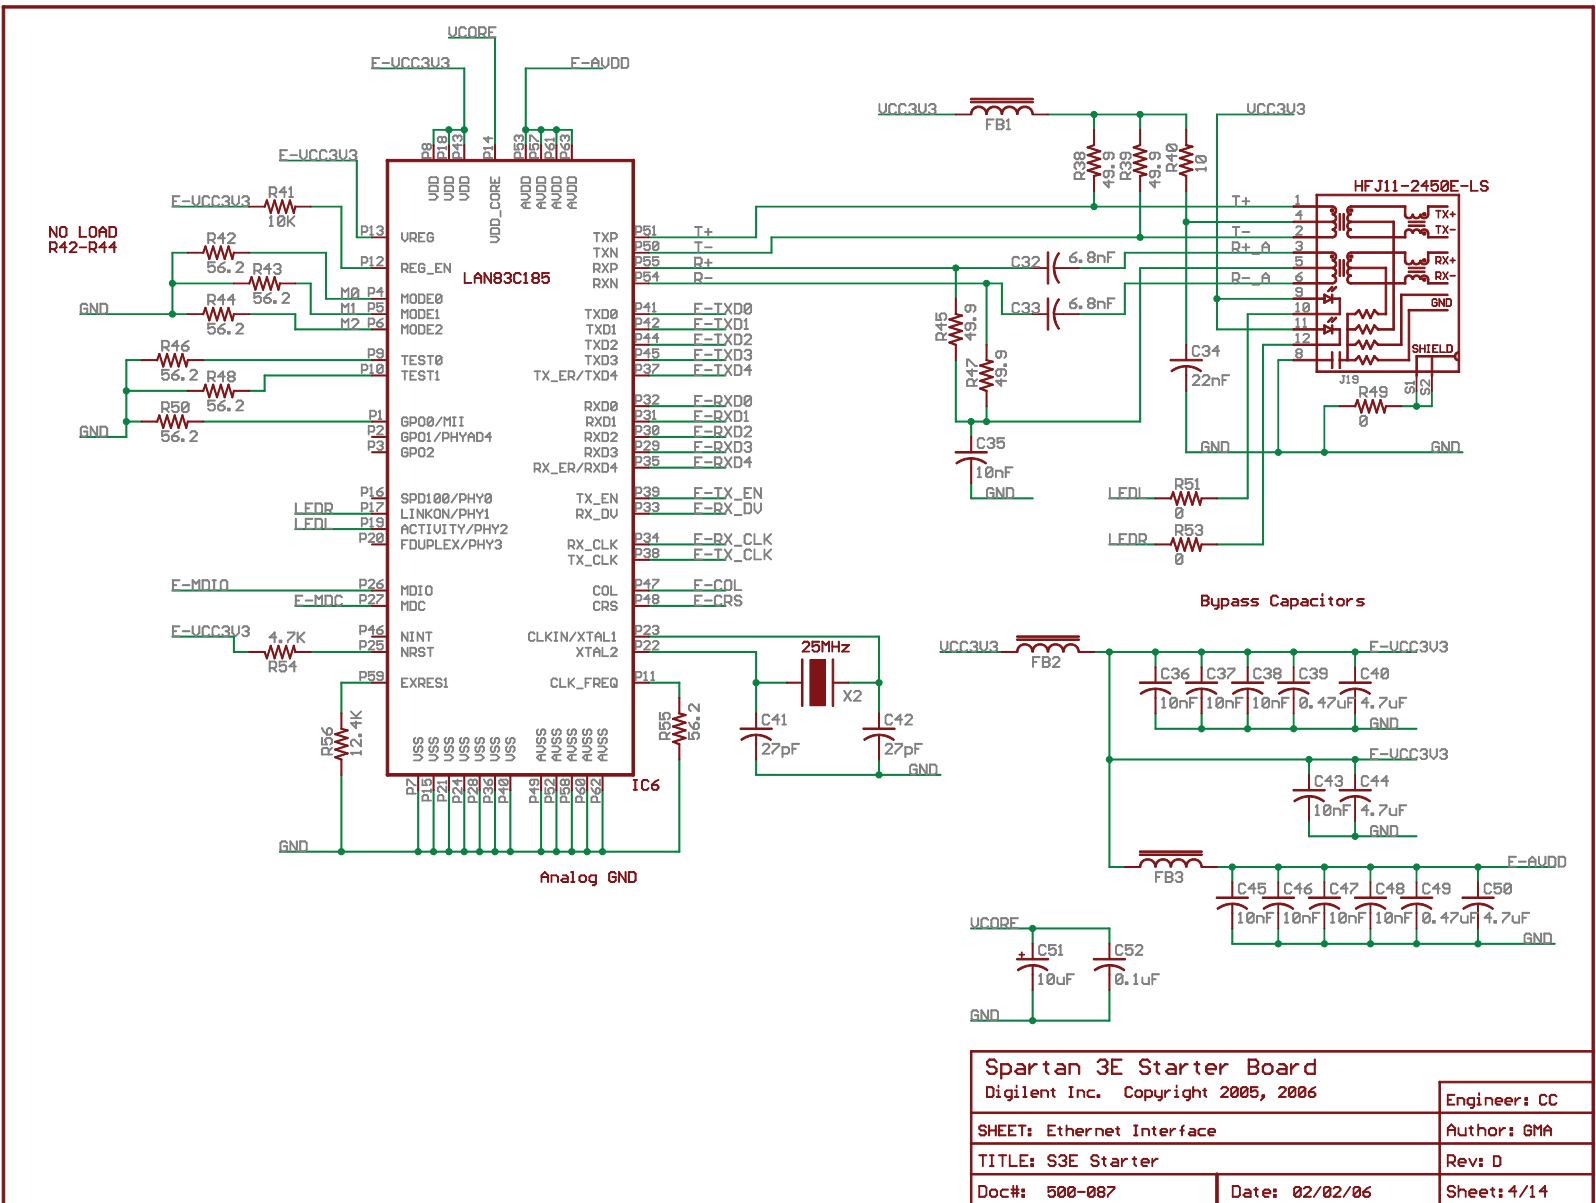 VCORE
E-VCC3V3
E-AVDD
E-VCC3V3
P8
P18
P43
P14
P53
P57
P61
P63
VDD
VDD
VDD
VDD_CORE
AVDD
AVDD
AVDD
AVDD
NO LOAD
R42-R44
E-VCC3V3
R41
10K
R42
56.2
R43
56.2
R44
56.2
GND
M0
M1
M2
R46
56.2
R48
56.2
R50
56.2
GND
LEDR
LEDL
E-MDIO
E-MDC
E-VCC3V3
4.7K
R54
R56
12.4K
GND
P13 VREG
P12 REG_EN
LAN83C185
P4 MODE0
P5 MODE1
P6 MODE2
P9 TEST0
P10 TEST1
P1 GPO0/MII
P2 GPO1/PHYAD4
P3 GPO2
P16 SPD100/PHY0
P17 LINKON/PHY1
P19 ACTIVITY/PHY2
P20 FDUPLEX/PHY3
P26 MDIO
P27 MDC
P46 NINT
P25 NRST
P59 EXRES1
TXP P51 T+
TXN P50 T-
RXP P55 R+
RXN P54 R-
TXD0 P41 E-TXD0
TXD1 P42 E-TXD1
TXD2 P44 E-TXD2
TXD3 P45 E-TXD3
TX_ER/TXD4 P37 E-TXD4
RXD0 P32 E-RXD0
RXD1 P31 E-RXD1
RXD2 P30 E-RXD2
RXD3 P29 E-RXD3
RX_ER/RXD4 P35 E-RXD4
TX_EN P39 E-TX_EN
RX_DV P33 E-RX_DV
RX_CLK P34 E-RX_CLK
TX_CLK P38 E-TX_CLK
COL P47 E-COL
CRS P48 E-CRS
CLKIN/XTAL1 P23
XTAL2 P22
CLK_FREQ P11
VSS
VSS
VSS
VSS
VSS
VSS
VSS
AVSS
AVSS
AVSS
AVSS
AVSS
P7
P15
P21
P24
P28
P36
P40
P49
P52
P58
P60
P62
IC6
Analog GND
R55
56.2
25MHz
X2
C41
27pF
C42
27pF
GND
VCC3V3
FB1
VCC3V3
R38
49.9
R39
49.9
R40
10
HFJ11-2450E-LS
T+
T-
R+_A
R-_A
1
4
2
3
5
6
9
10
11
12
8
TX+
TX-
RX+
RX-
GND
SHIELD
J19
S1
S2
C32
6.8nF
C33
6.8nF
R45
49.9
R47
49.9
C34
22nF
R49
0
C35
10nF
GND
GND
GND
LEDL
R51
0
LEDR
R53
0
Bypass Capacitors
VCC3V3
FB2
E-VCC3V3
C36
10nF
C37
10nF
C38
10nF
C39
0.47uF
C40
4.7uF
GND
E-VCC3V3
C43
10nF
C44
4.7uF
GND
FB3
E-AVDD
C45
10nF
C46
10nF
C47
10nF
C48
10nF
C49
0.47uF
C50
4.7uF
GND
VCORE
+
C51
10uF
C52
0.1uF
GND
Spartan 3E Starter Board
Digilent Inc. Copyright 2005, 2006
Engineer: CC
SHEET: Ethernet Interface
Author: GMA
TITLE: S3E Starter
Rev: D
Doc#: 500-087
Date: 02/02/06
Sheet: 4/14